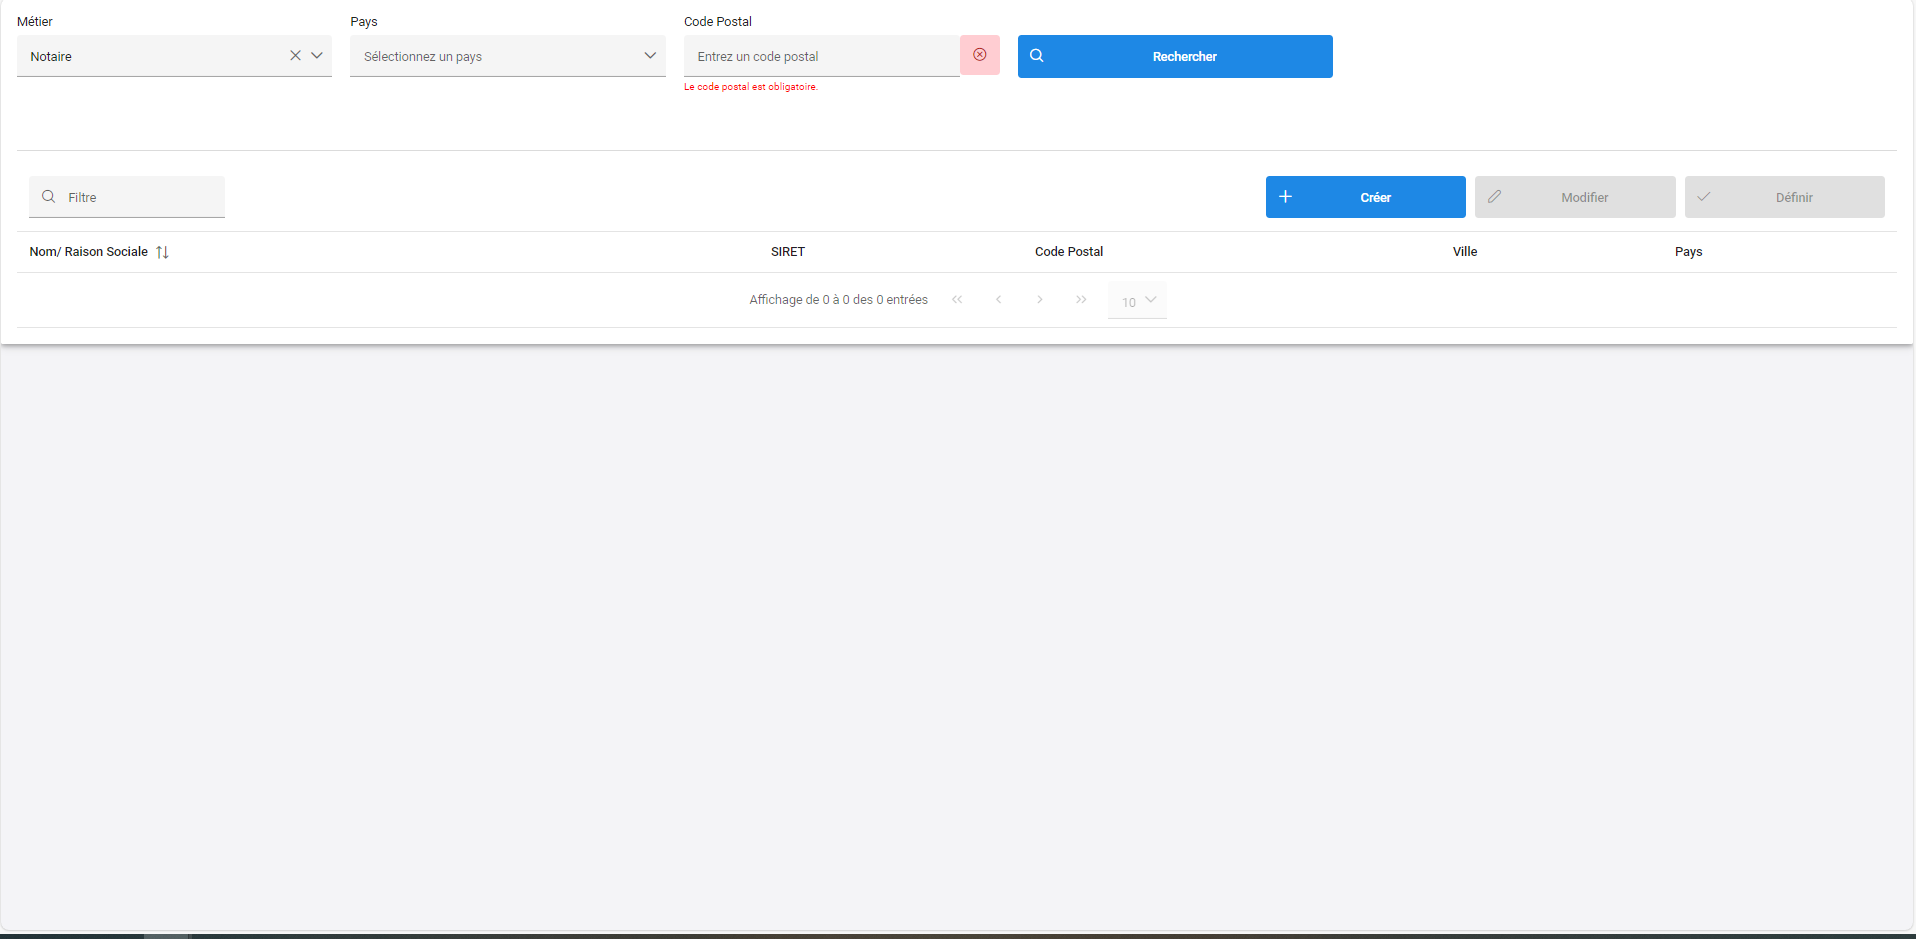 Métier
Pays
Code Postal
Notaire
Sélectionnez un pays
Entrez un code postal
Rechercher
Le code postal est obligatoire.
Filtre
Créer
Modifier
Définir
Nom/ Raison Sociale
SIRET
Code Postal
Ville
Pays
Affichage de 0 à 0 des 0 entrées
10